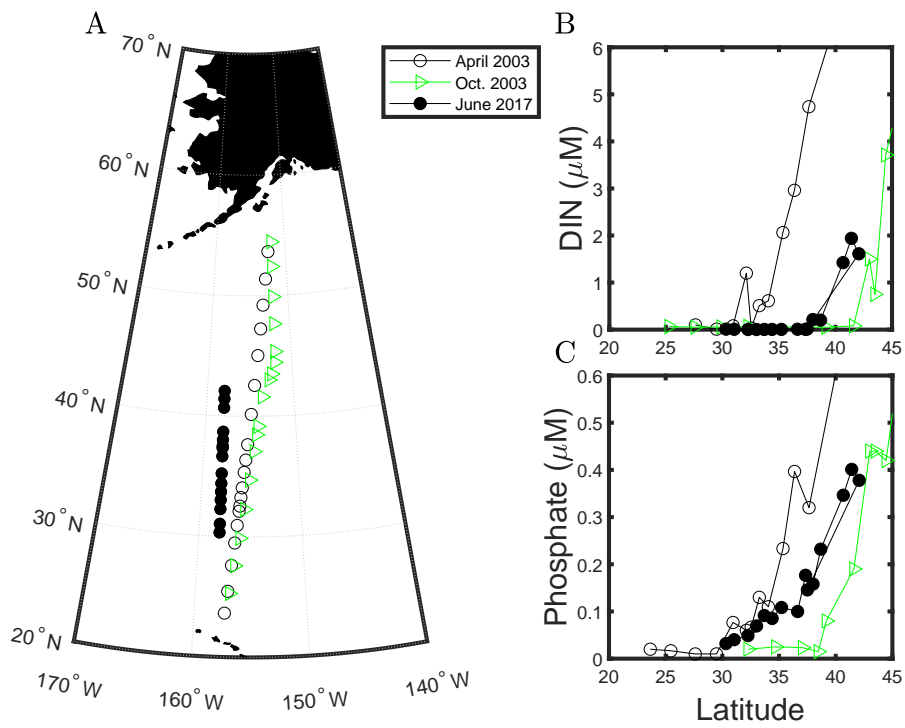 A
70°N
60°N
50°N
40°N
30°N
20°N
170°W
160°W
150°W
140°W
April 2003
Oct. 2003
June 2017
B
DIN (μM)
6
5
4
3
2
1
0
20 25 30 35 40 45
C
Phosphate (μM)
0.6
0.5
0.4
0.3
0.2
0.1
0
20 25 30 35 40 45
Latitude